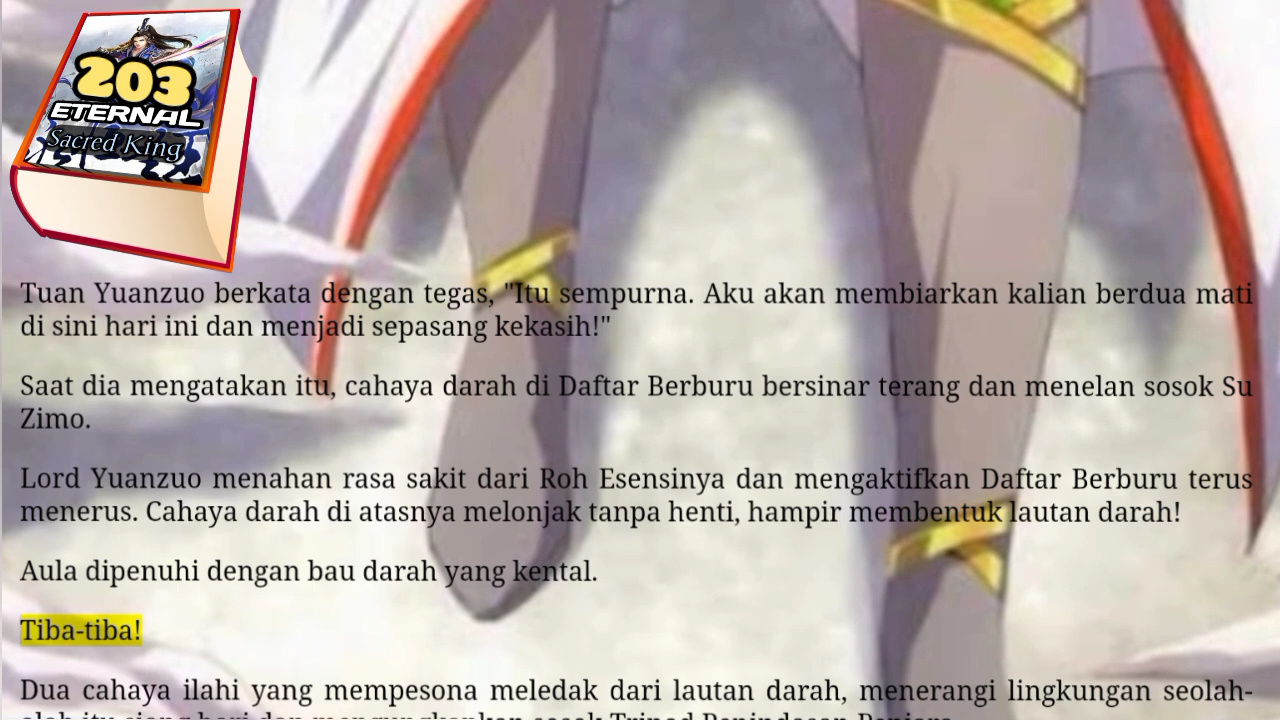 203
ETERNAL
Sacred King
Tuan Yuanzuo berkata dengan tegas, "Itu sempurna. Aku akan membiarkan kalian berdua mati
di sini hari ini dan menjadi sepasang kekasih!"
Saat dia mengatakan itu, cahaya darah di Daftar Berburu bersinar terang dan menelan sosok Su
Zimo.
Lord Yuanzuo menahan rasa sakit dari Roh Esensinya dan mengaktifkan Daftar Berburu terus
menerus. Cahaya darah di atasnya melonjak tanpa henti, hampir membentuk lautan darah!
Aula dipenuhi dengan bau darah yang kental.
Tiba-tiba!
Dua cahaya ilahi yang mempesona meledak dari lautan darah, menerangi lingkungan seolah-